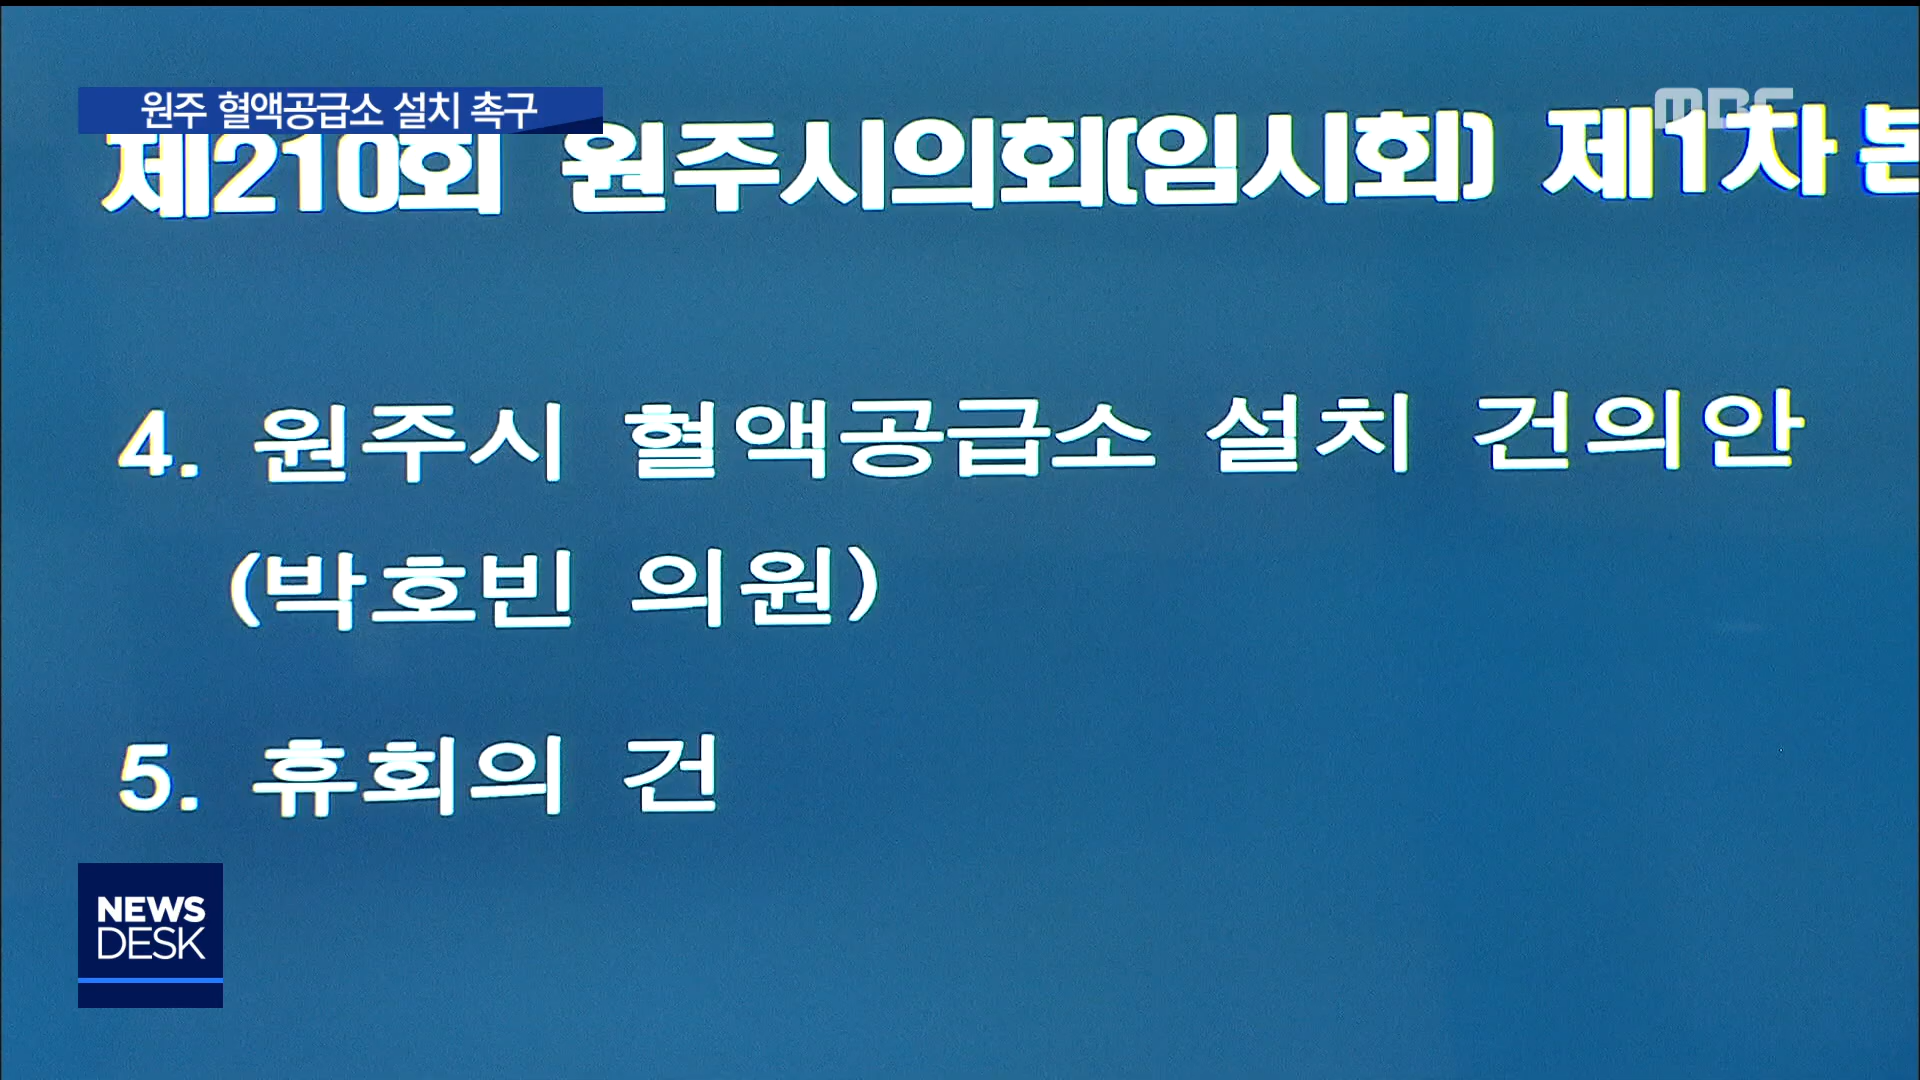 원주 혈액공급소 설치 촉구
MBC
제210회 원주시의회(임시회) 제1차
4. 원주시 혈액공급소 설치 건의안
(박호빈 의원)
5. 휴회의 건
NEWS
DESK